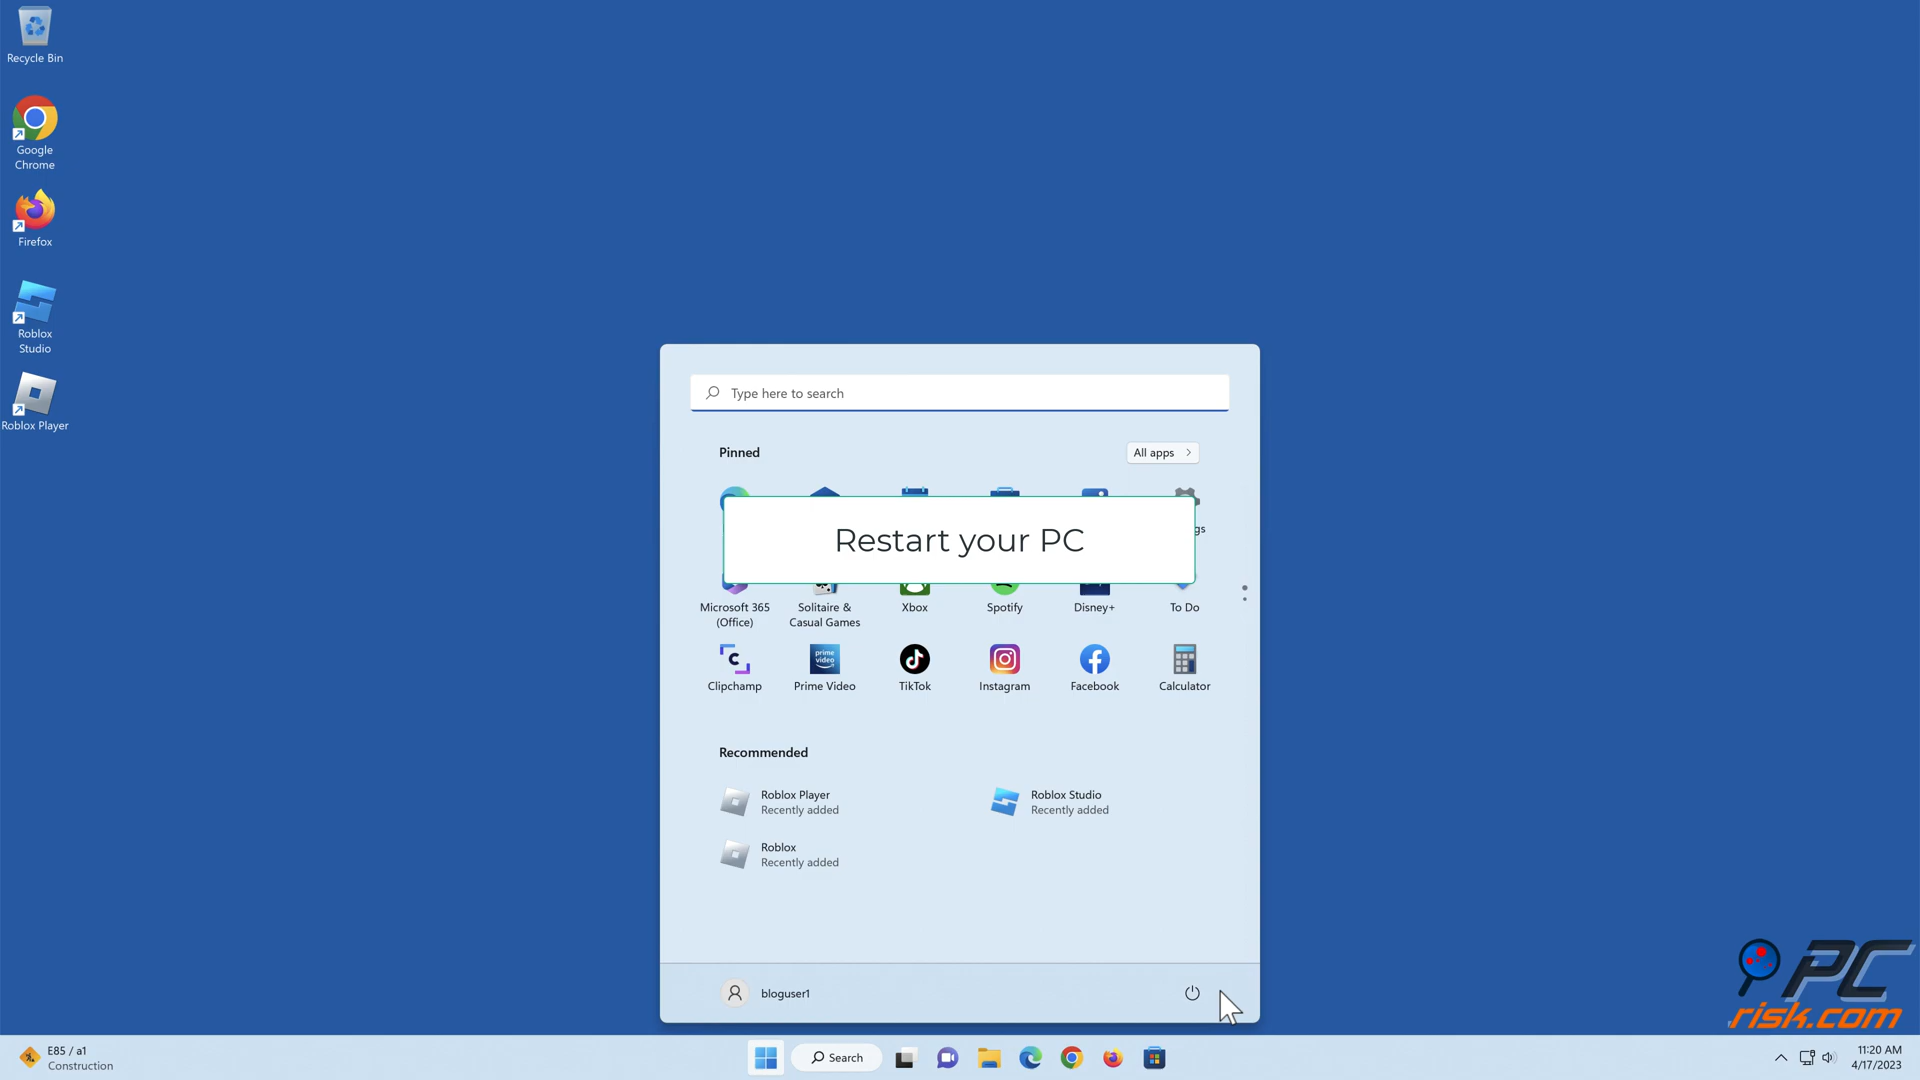 Recycle Bin
Google
Chrome
Firefox
Roblox
Studio
Roblox Player
Type here to search
Pinned
All apps
gs
Restart your PC
Microsoft 365
(Office)
Solitaire &
Casual Games
Xbox
Spotify
Disney+
To Do
prime
video
Clipchamp
Prime Video
TikTok
Instagram
Facebook
Calculator
Recommended
Roblox Player
Recently added
Roblox Studio
Recently added
Roblox
Recently added
bloguser1
PC
risk.com
E85 / a1
Construction
Search
11:20 AM
4/17/2023